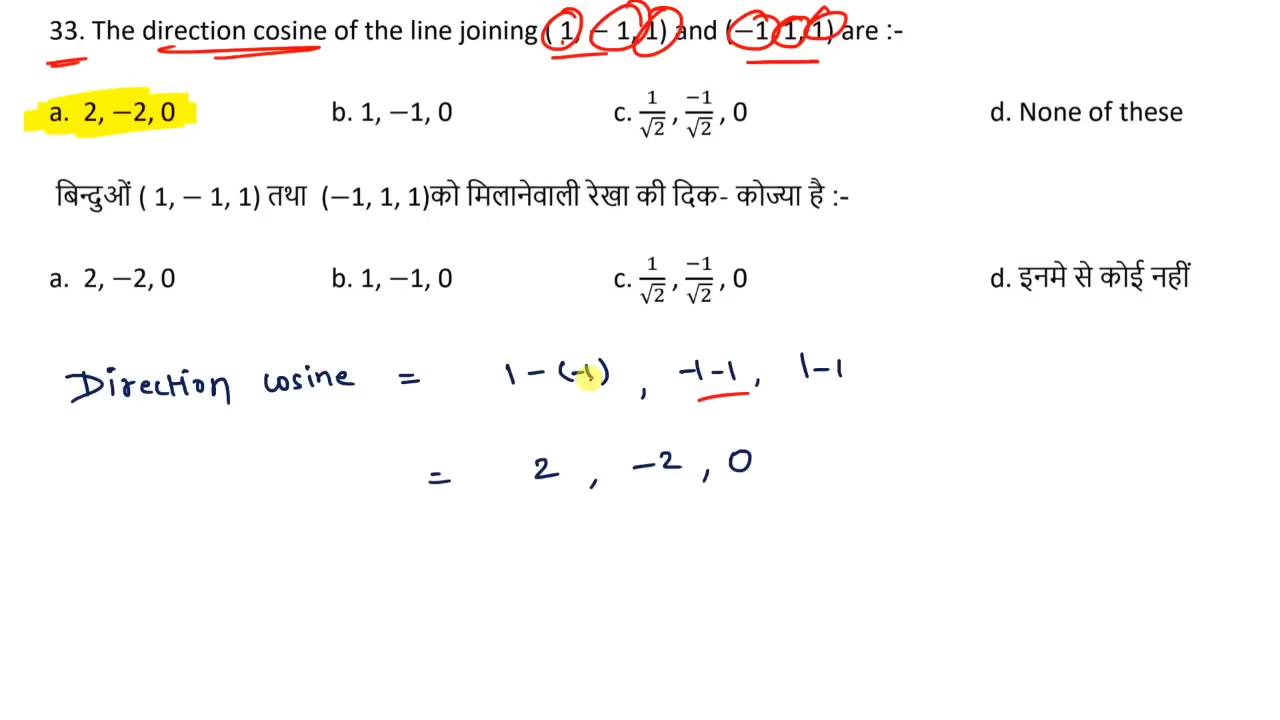 33. The direction cosine of the line joining ( 1, − 1, 1) and (−1, 1, 1) are :-
a. 2, −2, 0 b. 1, −1, 0 c. 1/√2, −1/√2, 0 d. None of these
बिन्दुओं ( 1, − 1, 1) तथा (−1, 1, 1)को मिलानेवाली रेखा की दिक- कोज्या है :-
a. 2, −2, 0 b. 1, −1, 0 c. 1/√2, −1/√2, 0 d. इनमे से कोई नहीं
Direction cosine = 1 − (−1) , −1−1, 1−1
= 2 , −2 , 0